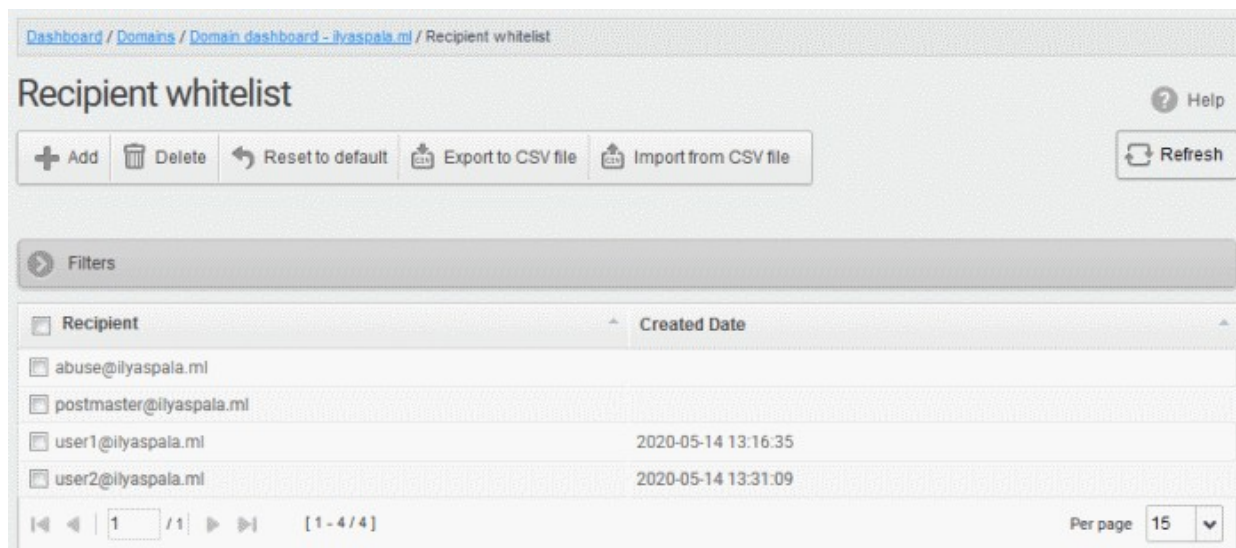 Dashboard / Domains / Domain dashboard - ilyaspala.ml / Recipient whitelist
Recipient whitelist
Help
Add Delete Reset to default Export to CSV file Import from CSV file Refresh
Filters
Recipient Created Date
abuse@ilyaspala.ml
postmaster@ilyaspala.ml
user1@ilyaspala.ml 2020-05-14 13:16:35
user2@ilyaspala.ml 2020-05-14 13:31:09
1 / 1 [ 1 - 4 / 4 ] Per page 15